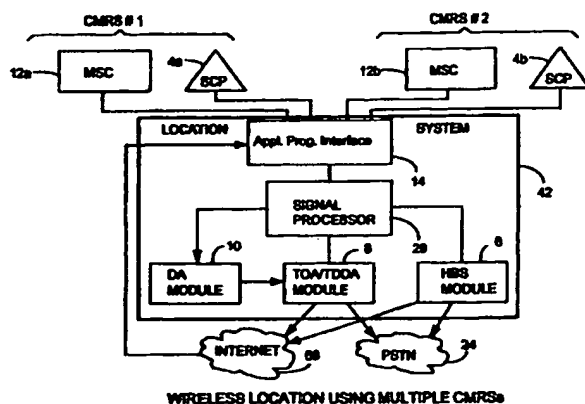 CMRS # 1
CMRS # 2
12a
MSC
4a
SCP
12b
MSC
4b
SCP
LOCATION
Appl. Prog. Interface
SYSTEM
14
42
SIGNAL
PROCESSOR
10
8
6
DA
MODULE
TOA/TDOA
MODULE
HBS
MODULE
INTERNET
PSTN
24
WIRELESS LOCATION USING MULTIPLE CMRSs